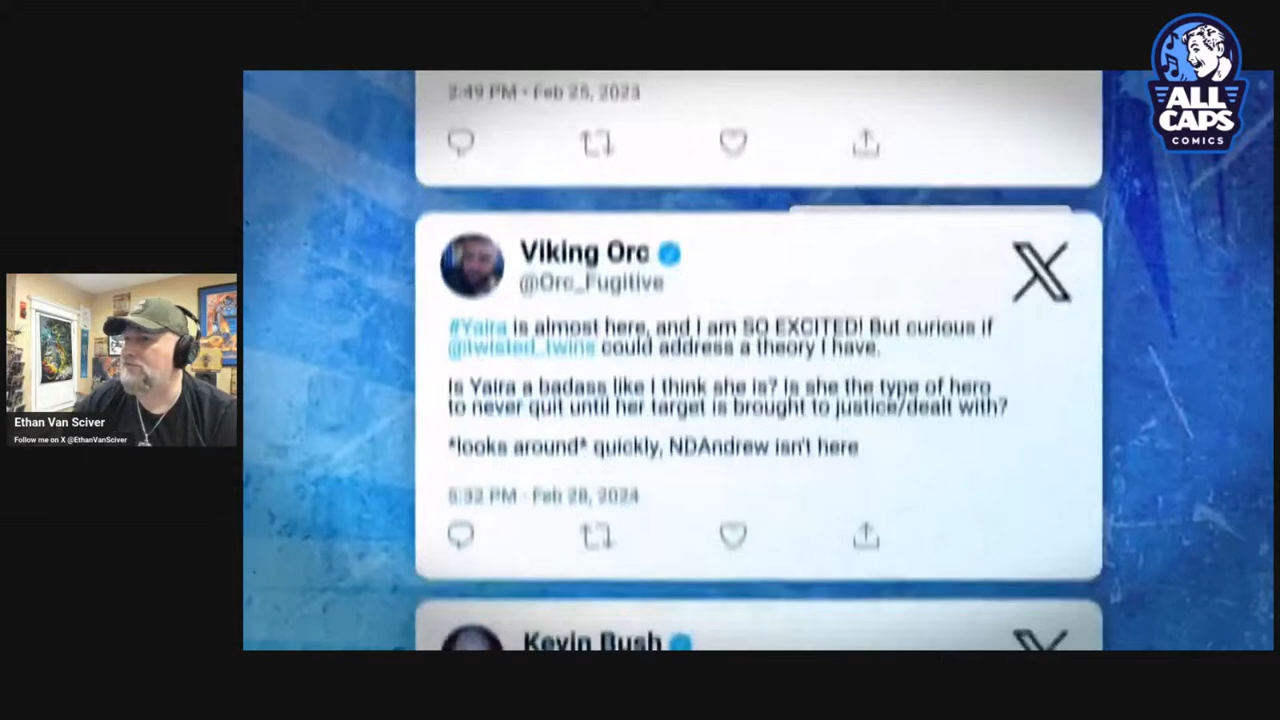 ALL
CAPS
COMICS
2:49 PM · Feb 25, 2023
Viking Orc
@Orc_Fugitive
#Yaira is almost here, and I am SO EXCITED! But curious if
@twisted_twins could address a theory I have.
Is Yaira a badass like I think she is? Is she the type of hero
to never quit until her target is brought to justice/dealt with?
*looks around* quickly, NDAndrew isn't here
5:32 PM · Feb 28, 2024
Kevin Bush
Ethan Van Sciver
Follow me on X @EthanVanSciver